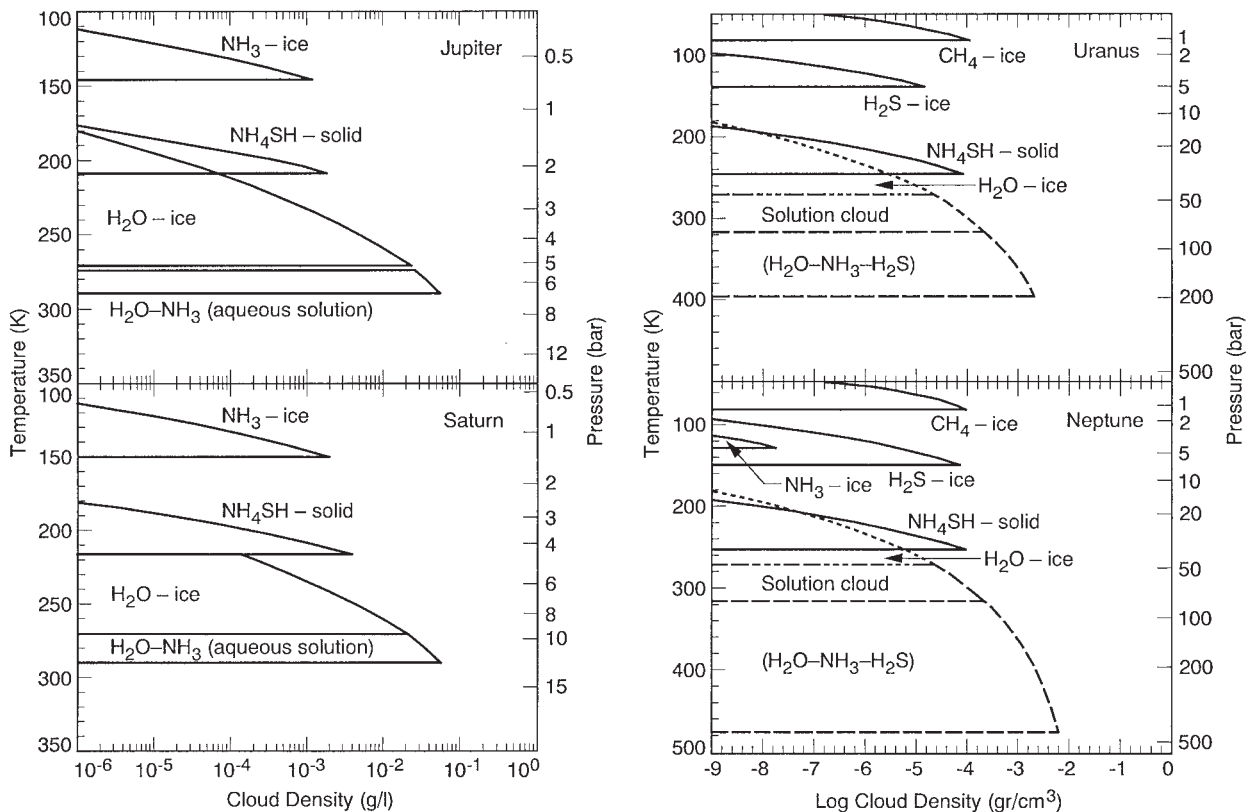 Jupiter
NH3 – ice
NH4SH – solid
H2O – ice
H2O–NH3 (aqueous solution)
100
150
200
250
300
350
0.5
1
2
3
4
5
6
8
12
Saturn
NH3 – ice
NH4SH – solid
H2O – ice
H2O–NH3 (aqueous solution)
100
150
200
250
300
350
0.5
1
2
3
4
6
8
10
15
Temperature (K)
Pressure (bar)
10-6
10-5
10-4
10-3
10-2
10-1
100
Cloud Density (g/l)
Uranus
CH4 – ice
H2S – ice
NH4SH – solid
H2O – ice
Solution cloud
(H2O–NH3–H2S)
100
200
300
400
1
2
5
10
20
50
100
200
500
Neptune
CH4 – ice
NH3 – ice
H2S – ice
NH4SH – solid
H2O – ice
Solution cloud
(H2O–NH3–H2S)
100
200
300
400
500
1
2
5
10
20
50
100
200
500
Temperature (K)
Pressure (bar)
-9
-8
-7
-6
-5
-4
-3
-2
-1
0
Log Cloud Density (gr/cm3)